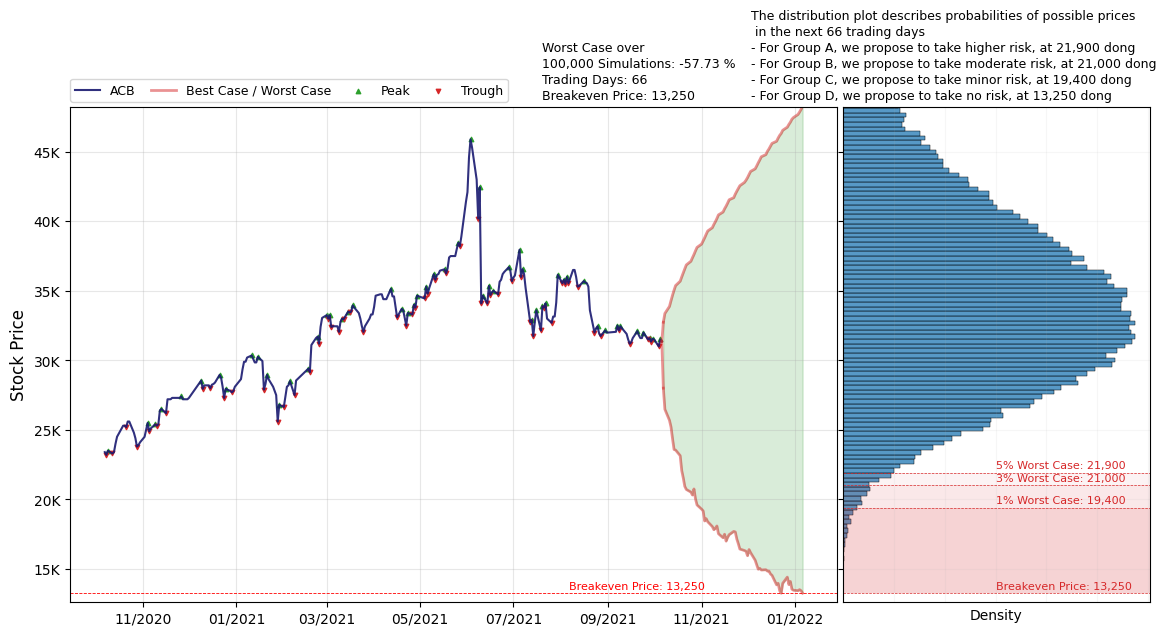 The distribution plot describes probabilities of possible prices
in the next 66 trading days
- For Group A, we propose to take higher risk, at 21,900 dong
- For Group B, we propose to take moderate risk, at 21,000 dong
- For Group C, we propose to take minor risk, at 19,400 dong
- For Group D, we propose to take no risk, at 13,250 dong
Worst Case over
100,000 Simulations: -57.73 %
Trading Days: 66
Breakeven Price: 13,250
ACB
Best Case / Worst Case
Peak
Trough
Stock Price
45K
40K
35K
30K
25K
20K
15K
Breakeven Price: 13,250
11/2020
01/2021
03/2021
05/2021
07/2021
09/2021
11/2021
01/2022
5% Worst Case: 21,900
3% Worst Case: 21,000
1% Worst Case: 19,400
Breakeven Price: 13,250
Density